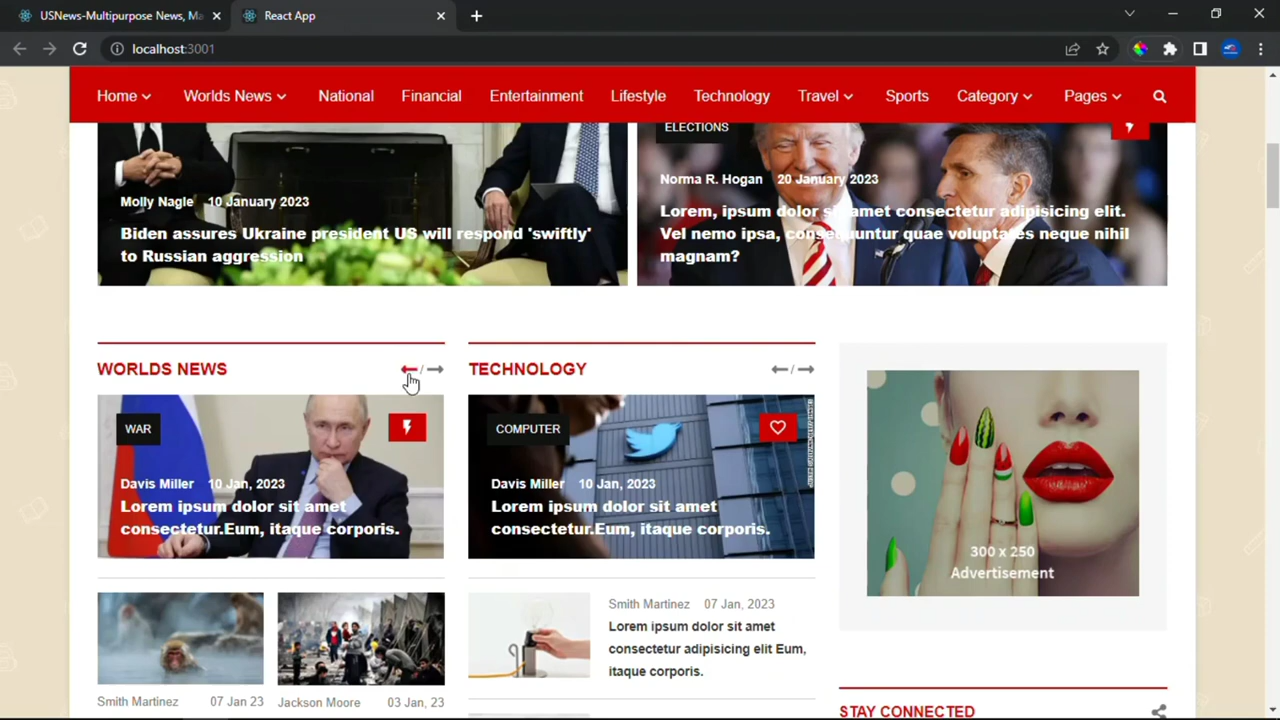 USNews-Multipurpose News, Ma
React App
localhost:3001
Home
Worlds News
National
Financial
Entertainment
Lifestyle
Technology
Travel
Sports
Category
Pages
Molly Nagle 10 January 2023
Biden assures Ukraine president US will respond 'swiftly'
to Russian aggression
ELECTIONS
Norma R. Hogan 20 January 2023
Lorem, ipsum dolor sit amet consectetur adipisicing elit.
Vel nemo ipsa, consequuntur quae voluptates neque nihil
magnam?
WORLDS NEWS
/
WAR
Davis Miller 10 Jan, 2023
Lorem ipsum dolor sit amet
consectetur.Eum, itaque corporis.
Smith Martinez 07 Jan 23
Jackson Moore 03 Jan, 23
TECHNOLOGY
/
COMPUTER
Davis Miller 10 Jan, 2023
Lorem ipsum dolor sit amet
consectetur.Eum, itaque corporis.
Smith Martinez 07 Jan, 2023
Lorem ipsum dolor sit amet
consectetur adipisicing elit Eum,
itaque corporis.
300 x 250
Advertisement
STAY CONNECTED